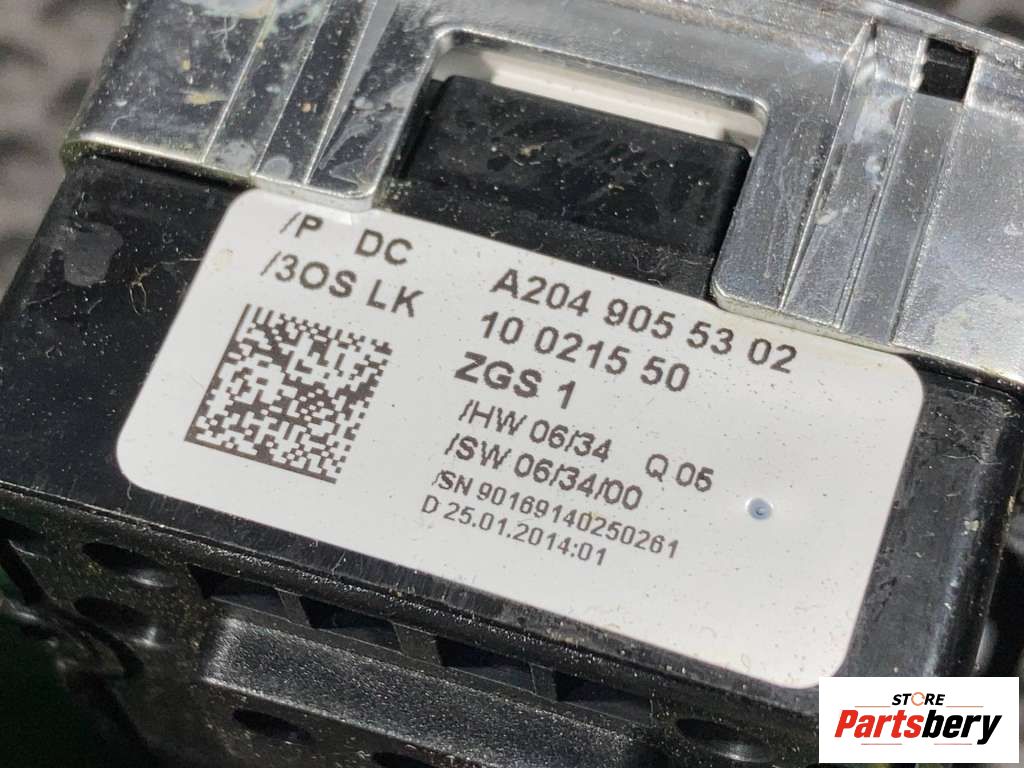 /P DC
/3OS LK
A204 905 53 02
10 0215 50
ZGS 1
/HW 06/34 Q 05
/SW 06/34/00
/SN 90169140250261
D 25.01.2014:01
STORE
Partsbery